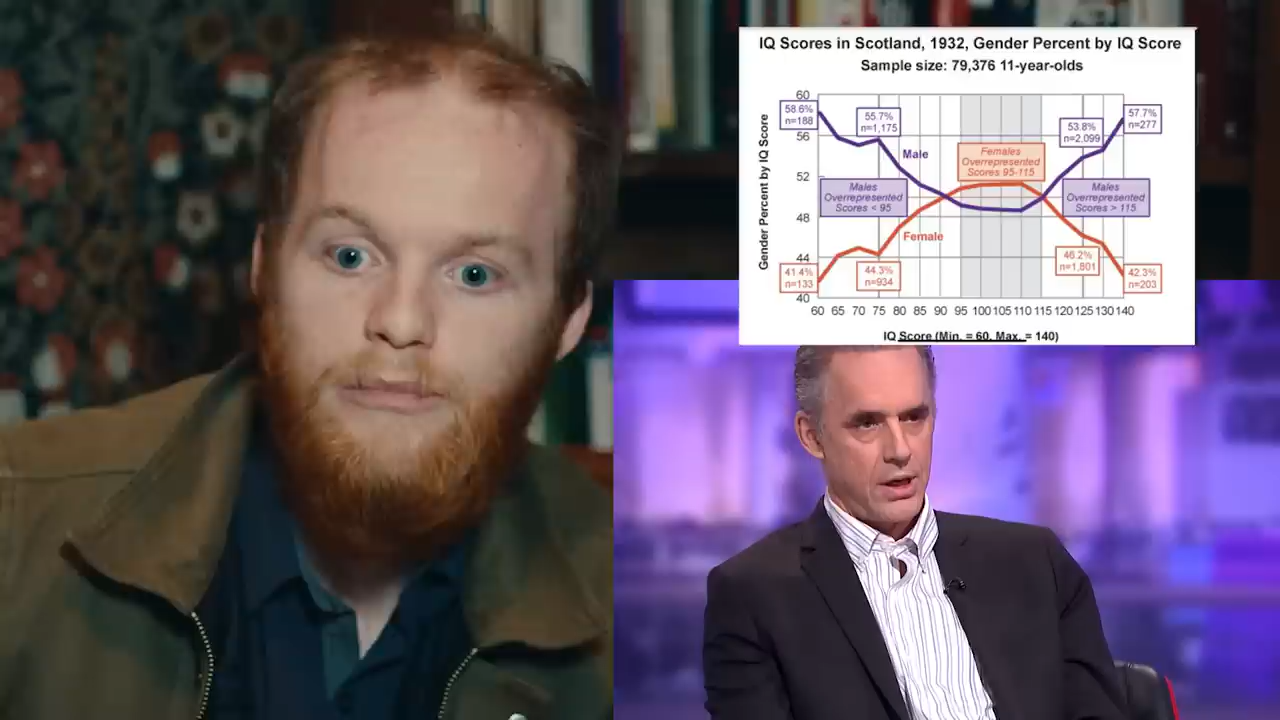 IQ Scores in Scotland, 1932, Gender Percent by IQ Score
Sample size: 79,376 11-year-olds
Gender Percent by IQ Score
60
56
52
48
44
40
58.6%
n=188
55.7%
n=1,175
Male
Females
Overrepresented
Scores 95-115
53.8%
n=2,099
57.7%
n=277
Males
Overrepresented
Scores < 95
Males
Overrepresented
Scores > 115
Female
41.4%
n=133
44.3%
n=934
46.2%
n=1,801
42.3%
n=203
60 65 70 75 80 85 90 95 100 105 110 115 120 125 130 140
IQ Score (Min. = 60, Max. = 140)